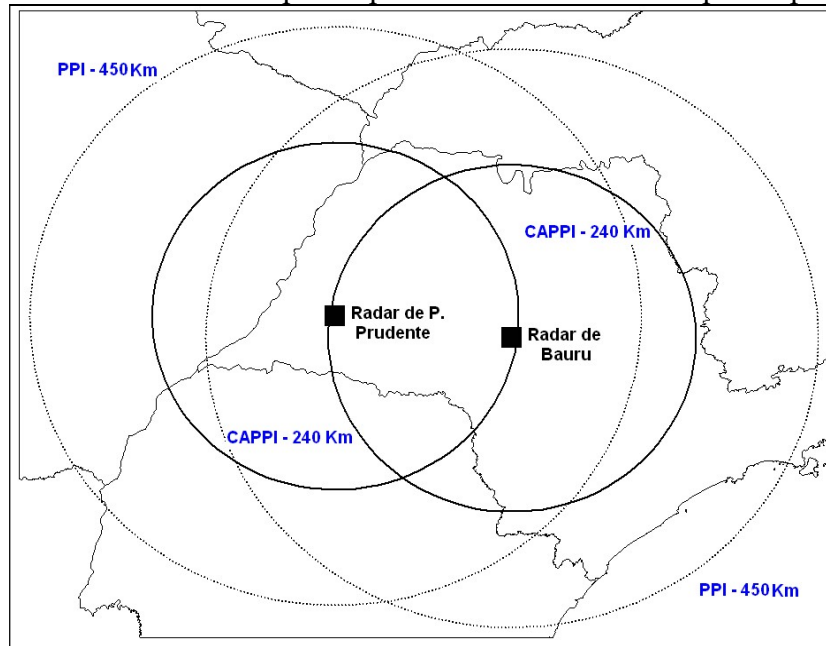 PPI - 450Km
CAPPI - 240 Km
Radar de P.
Prudente
Radar de
Bauru
CAPPI - 240 Km
PPI - 450Km